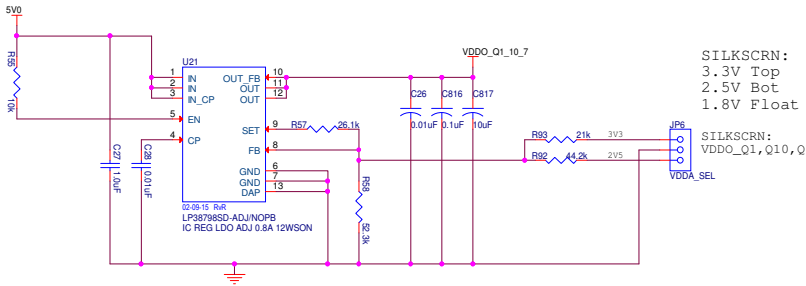 5V0
R55
10k
C27
1.0uF
C28
0.01uF
U21
1
2
3
5
4
IN
IN
IN_CP
EN
CP
OUT_FB
OUT
OUT
SET
FB
GND
GND
DAP
10
11
12
9
8
6
7
13
02-09-15 RvR
LP38798SD-ADJ/NOPB
IC REG LDO ADJ 0.8A 12WSON
R57
26.1k
R58
52.3k
VDDO_Q1_10_7
C26
0.01uF
C816
0.1uF
C817
10uF
R93
21k
3V3
R92
44.2k
2V5
JP6
VDDA_SEL
SILKSCRN:
3.3V Top
2.5V Bot
1.8V Float
SILKSCRN:
VDDO_Q1,Q10,Q